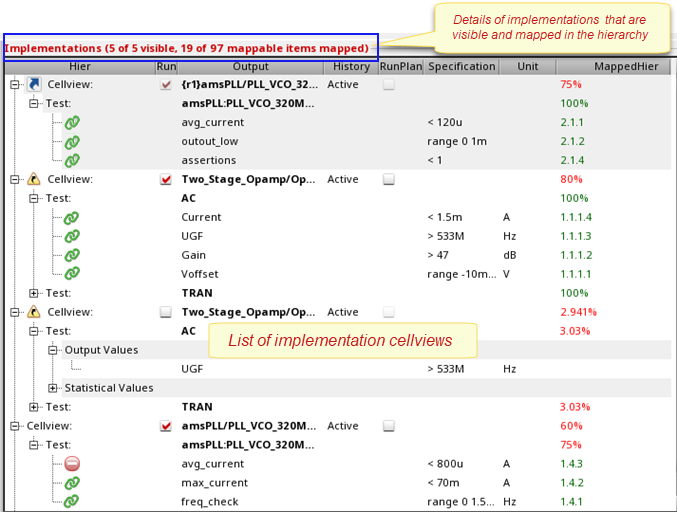 Details of implementations that are
visible and mapped in the hierarchy
Implementations (5 of 5 visible, 19 of 97 mappable items mapped)
Hier Run Output History RunPlan Specification Unit MappedHier
Cellview: {r1}amsPLL/PLL_VCO_32... Active 75%
Test: amsPLL:PLL_VCO_320M... 100%
avg_current < 120u 2.1.1
outout_low range 0 1m 2.1.2
assertions < 1 2.1.4
Cellview: Two_Stage_Opamp/Op... Active 80%
Test: AC 100%
Current < 1.5m A 1.1.1.4
UGF > 533M Hz 1.1.1.3
Gain > 47 dB 1.1.1.2
Voffset range -10m... V 1.1.1.1
Test: TRAN 100%
Cellview: Two_Stage_Opamp/Op... Active 2.941%
Test: AC 3.03%
List of implementation cellviews
Output Values
UGF > 533M Hz
Statistical Values
Test: TRAN 3.03%
Cellview: amsPLL/PLL_VCO_320M... Active 60%
Test: amsPLL:PLL_VCO_320M... 75%
avg_current < 800u A 1.4.3
max_current < 70m A 1.4.2
freq_check range 0 1.5... Hz 1.4.1